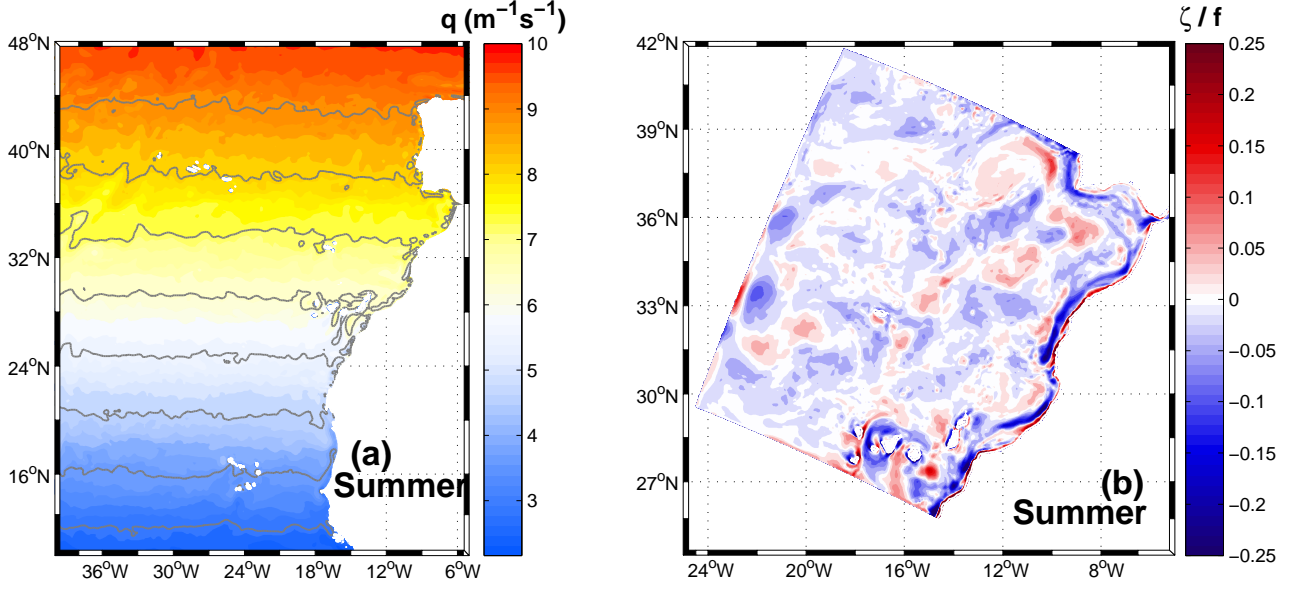 q (m⁻¹s⁻¹)
48°N
40°N
32°N
24°N
16°N
36°W
30°W
24°W
18°W
12°W
6°W
10
9
8
7
6
5
4
3
(a)
Summer
ζ / f
42°N
39°N
36°N
33°N
30°N
27°N
24°W
20°W
16°W
12°W
8°W
0.25
0.2
0.15
0.1
0.05
0
−0.05
−0.1
−0.15
−0.2
−0.25
(b)
Summer